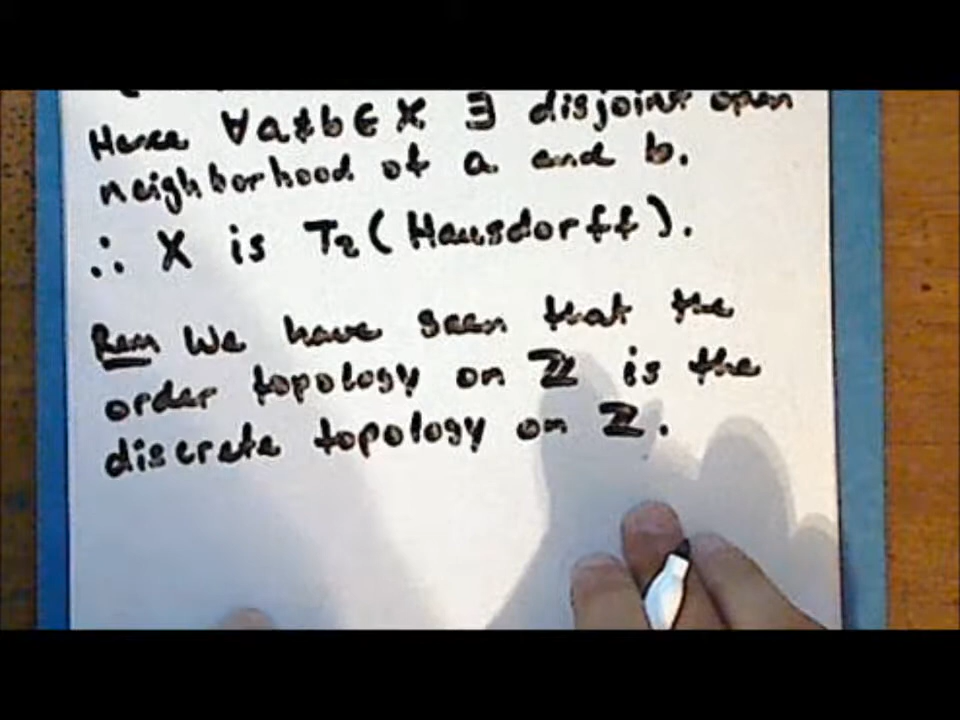 Hence ∀a≠b∈ X ∃ disjoint open
neighborhood of a and b.
∴ X is T₂ (Hausdorff).
Rem We have seen that the
order topology on ℤ is the
discrete topology on ℤ.